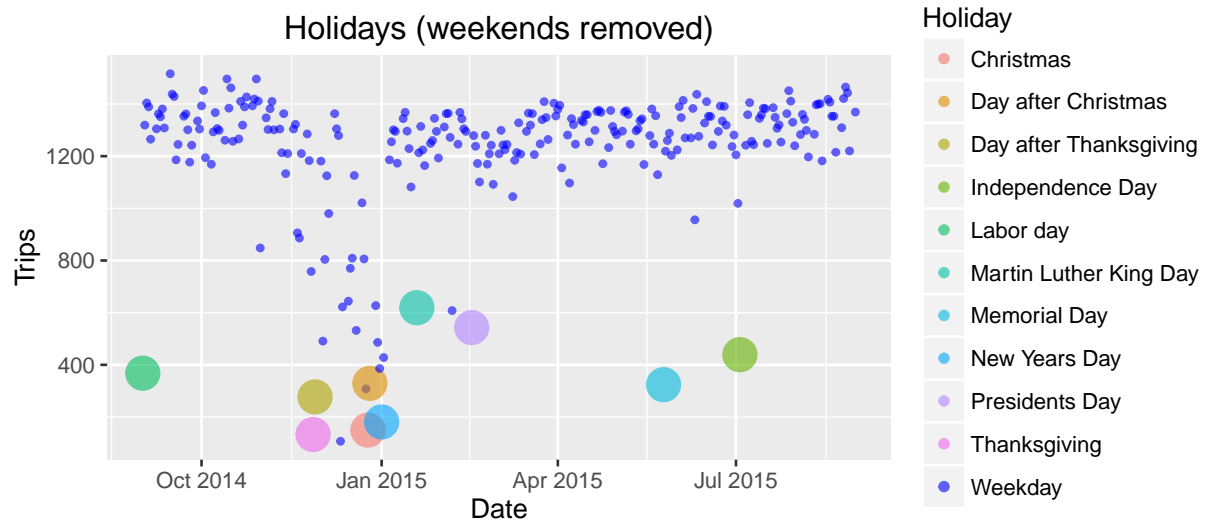 Holidays (weekends removed)
Trips
1200
800
400
Oct 2014
Jan 2015
Apr 2015
Jul 2015
Date
Holiday
Christmas
Day after Christmas
Day after Thanksgiving
Independence Day
Labor day
Martin Luther King Day
Memorial Day
New Years Day
Presidents Day
Thanksgiving
Weekday